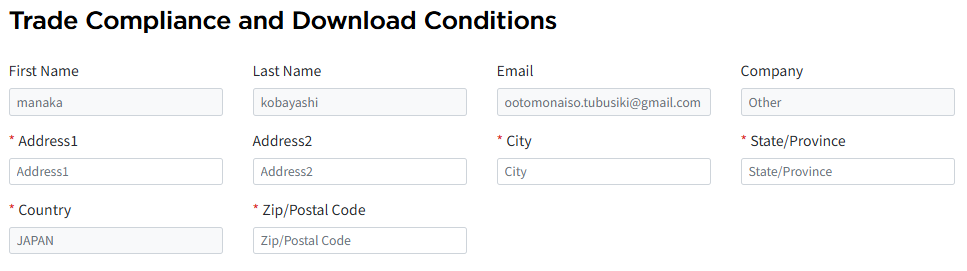 Trade Compliance and Download Conditions
First Name Last Name Email Company
manaka kobayashi ootomonaiso.tubusiki@gmail.com Other
* Address1 Address2 * City * State/Province
Address1 Address2 City State/Province
* Country * Zip/Postal Code
JAPAN Zip/Postal Code